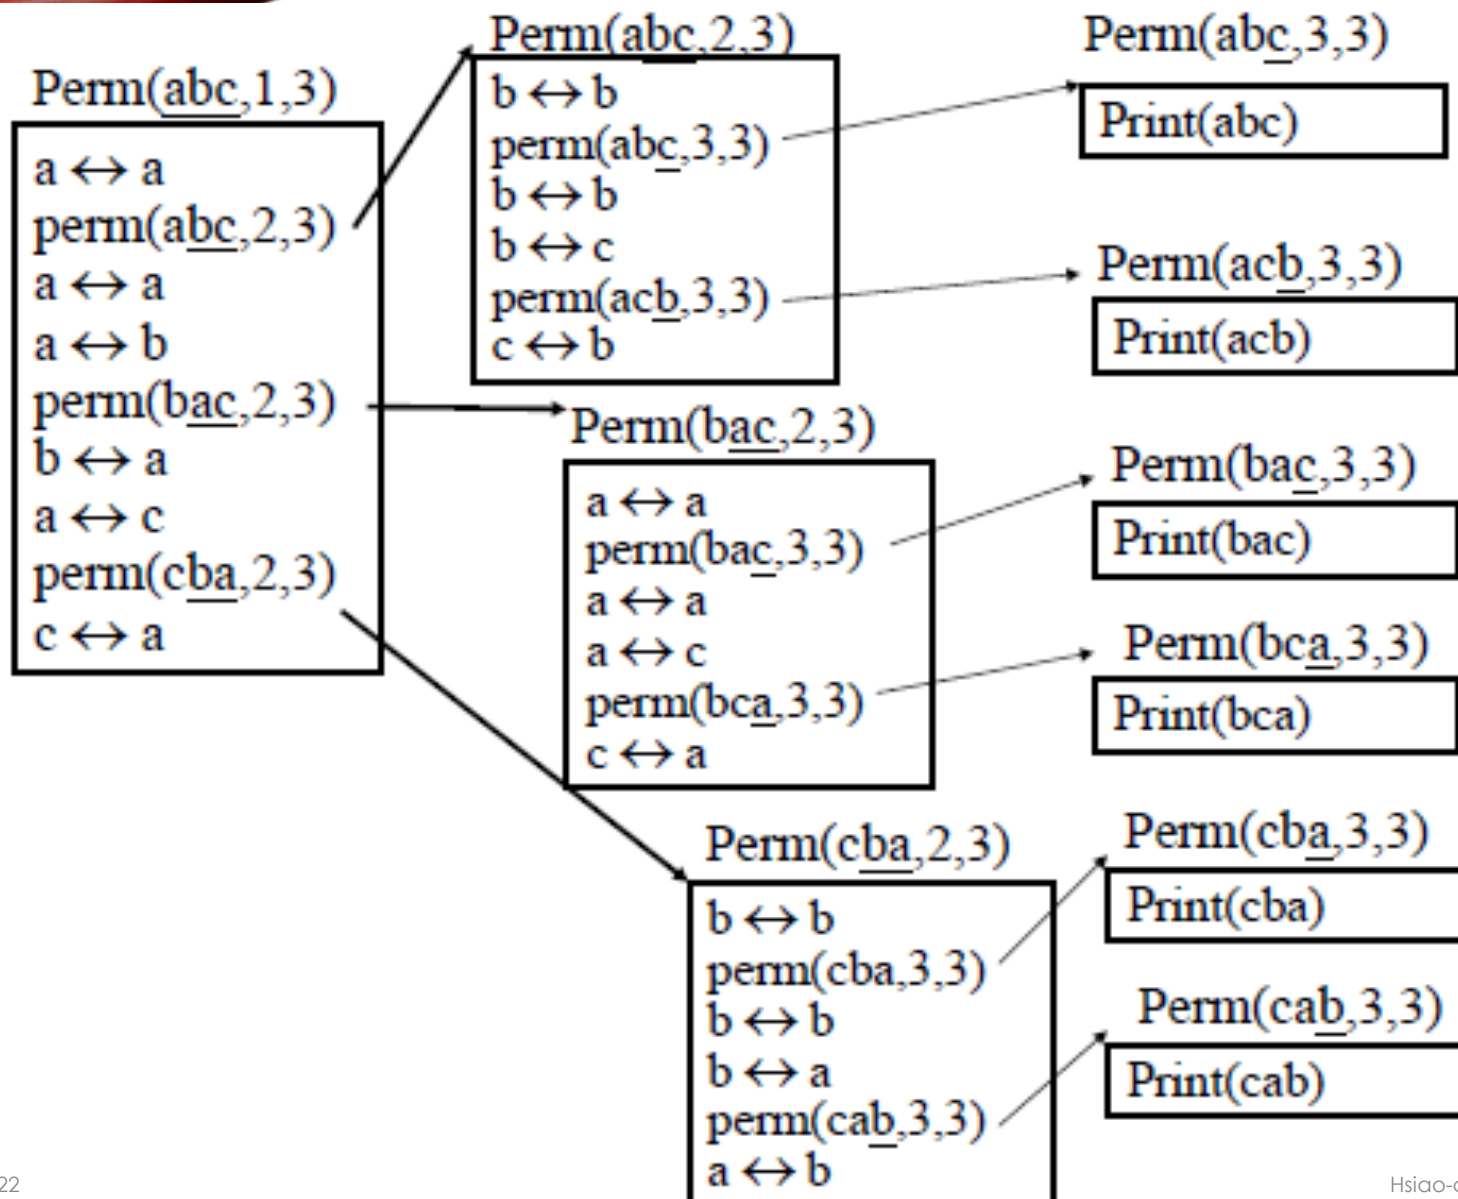 Perm(abc,1,3)
a ↔ a
perm(abc,2,3)
a ↔ a
a ↔ b
perm(bac,2,3)
b ↔ a
a ↔ c
perm(cba,2,3)
c ↔ a
Perm(abc,2,3)
b ↔ b
perm(abc,3,3)
b ↔ b
b ↔ c
perm(acb,3,3)
c ↔ b
Perm(bac,2,3)
a ↔ a
perm(bac,3,3)
a ↔ a
a ↔ c
perm(bca,3,3)
c ↔ a
Perm(cba,2,3)
b ↔ b
perm(cba,3,3)
b ↔ b
b ↔ a
perm(cab,3,3)
a ↔ b
Perm(abc,3,3)
Print(abc)
Perm(acb,3,3)
Print(acb)
Perm(bac,3,3)
Print(bac)
Perm(bca,3,3)
Print(bca)
Perm(cba,3,3)
Print(cba)
Perm(cab,3,3)
Print(cab)
22
Hsiao-